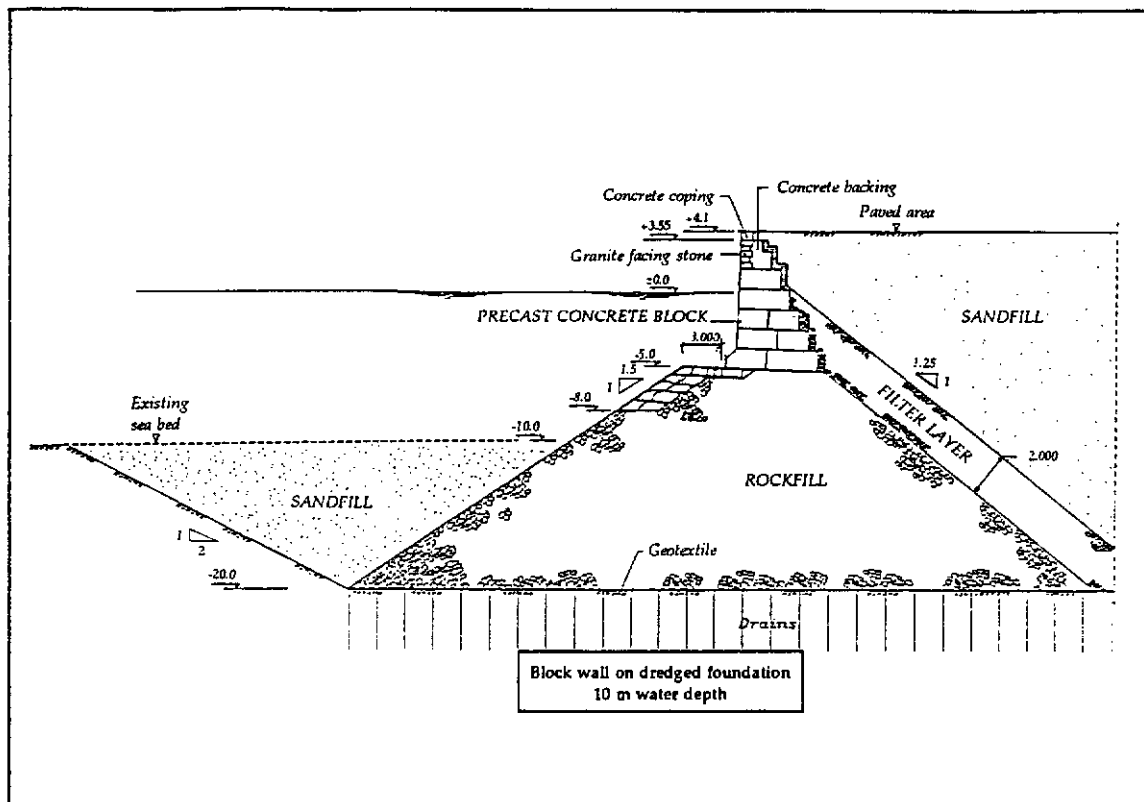 Concrete coping
Concrete backing
Paved area
+3.55
+4.1
Granite facing stone
±0.0
PRECAST CONCRETE BLOCK
SANDFILL
3.000
-5.0
1.5
1
1.25
1
-8.0
Existing
sea bed
-10.0
FILTER LAYER
2.000
SANDFILL
ROCKFILL
1
2
Geotextile
-20.0
Drains
Block wall on dredged foundation
10 m water depth